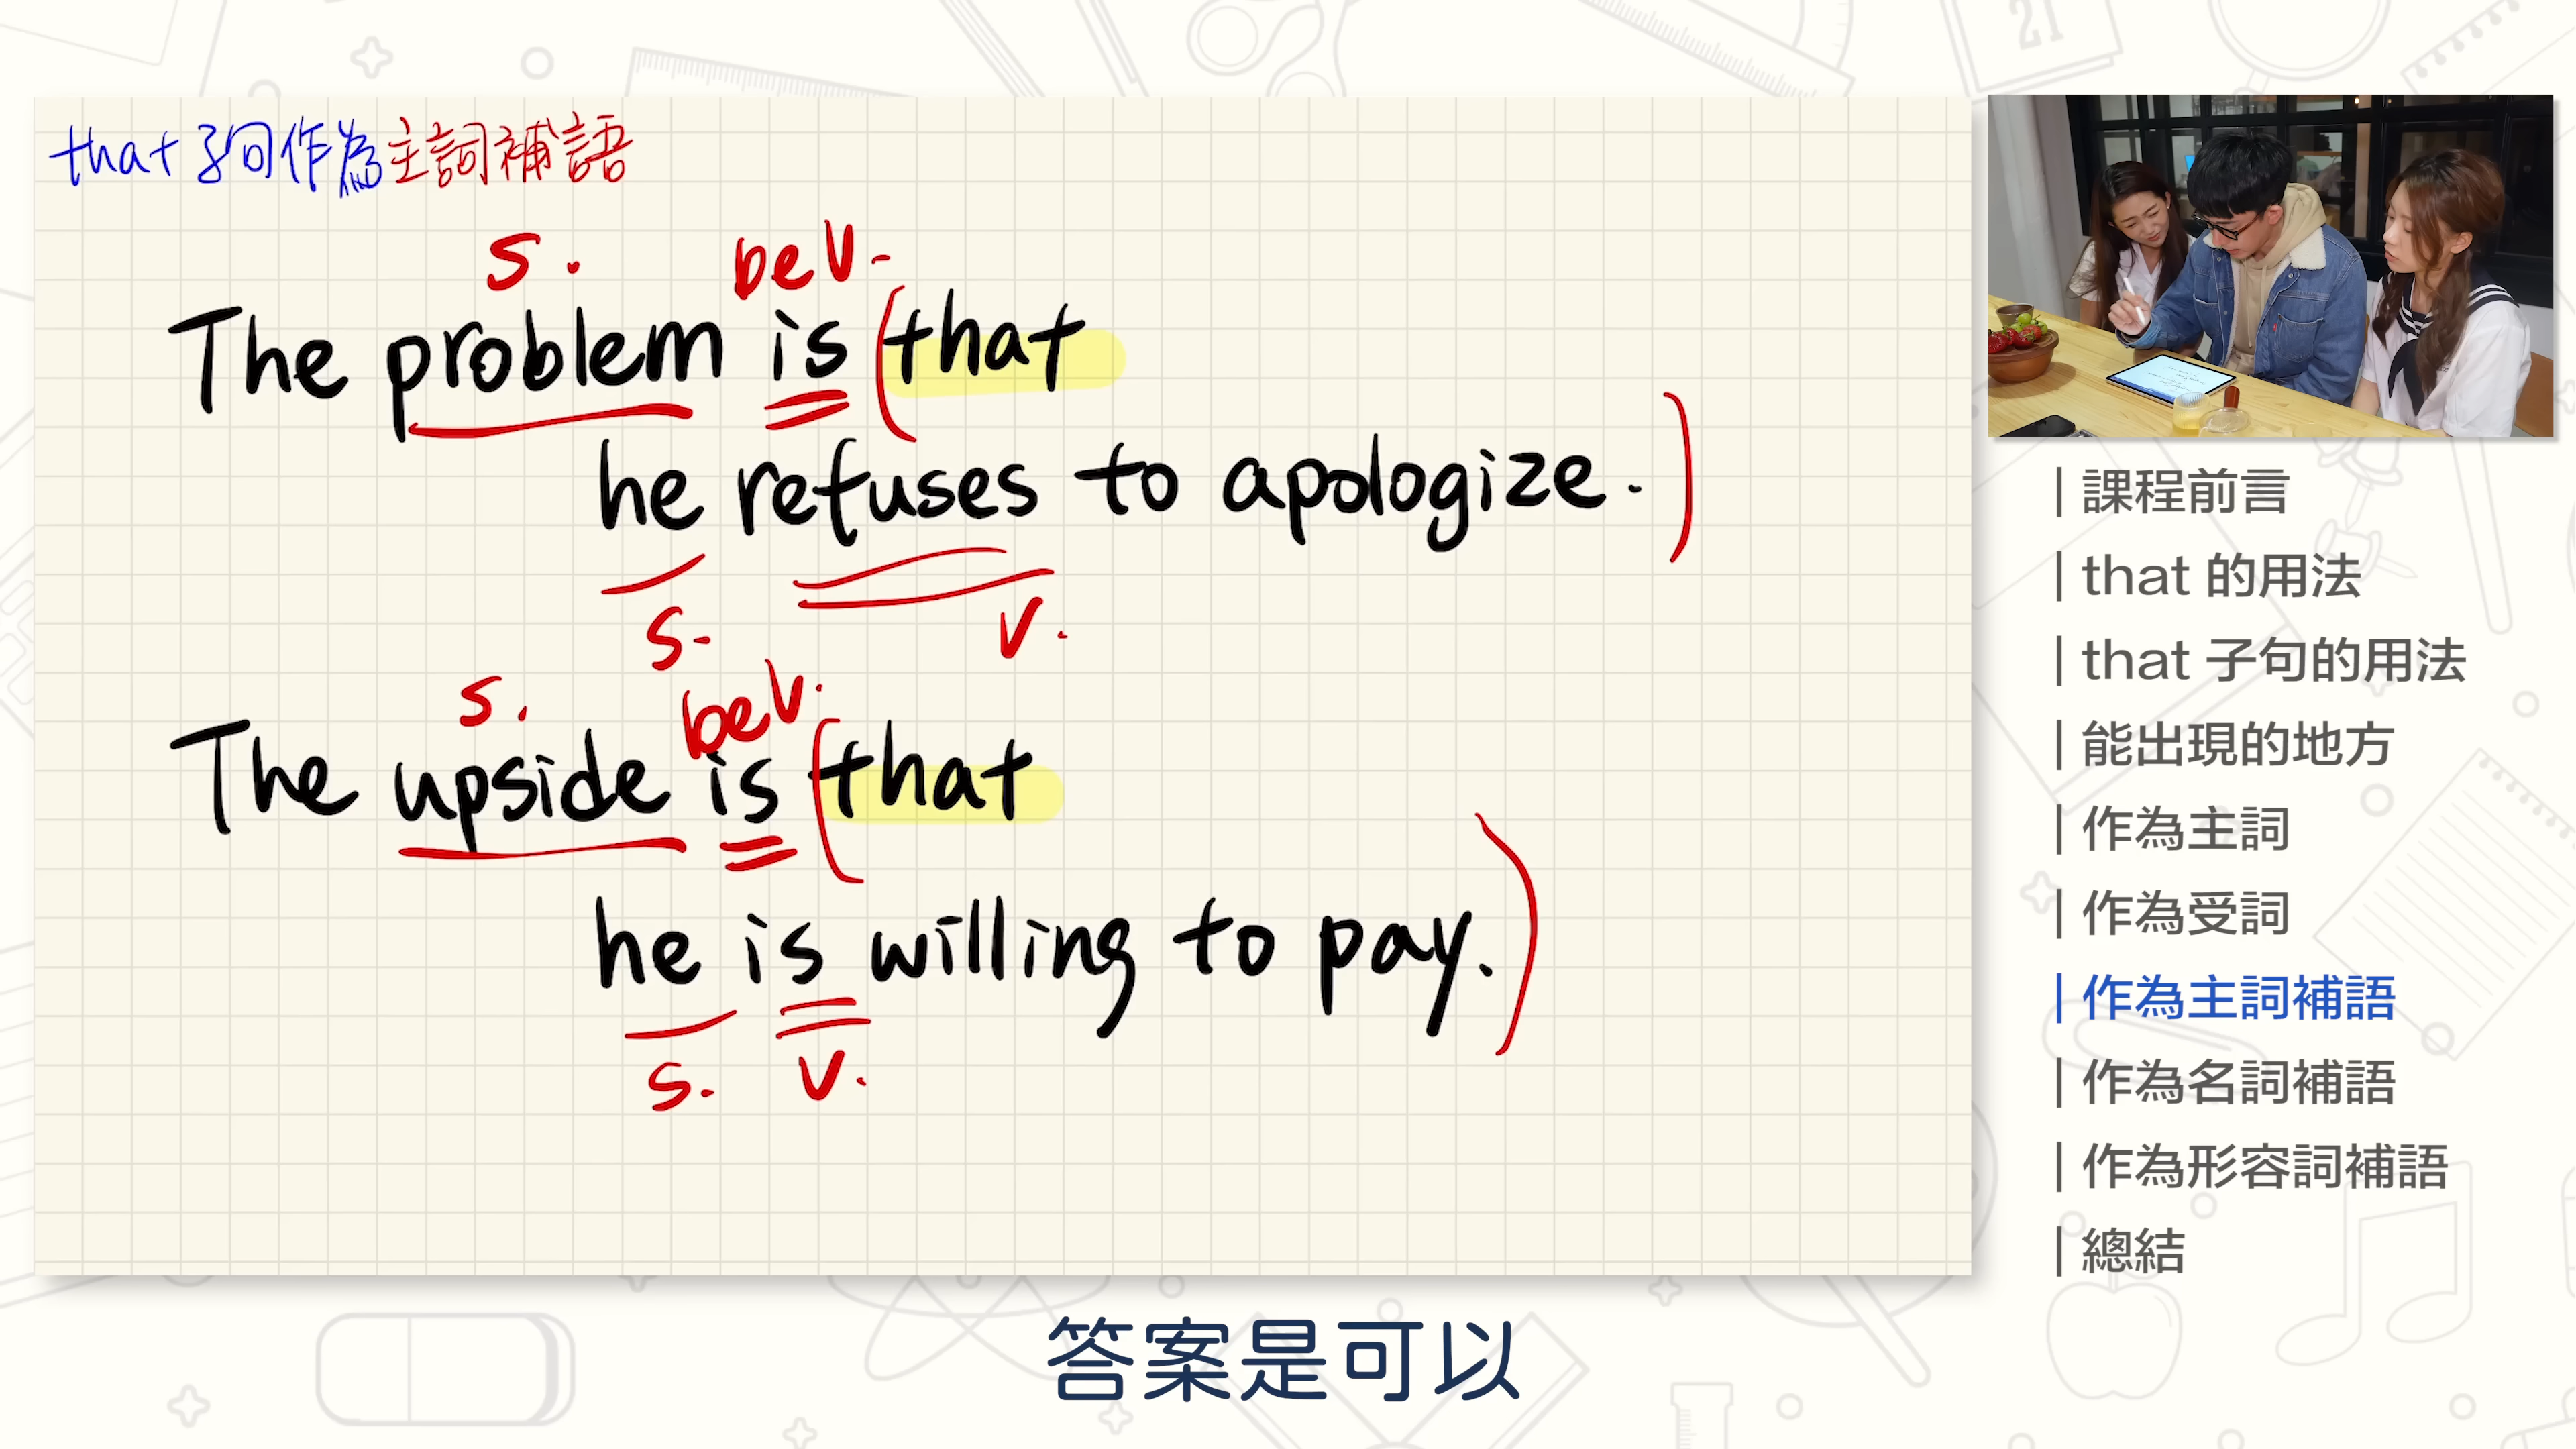 that 子句作為主詞補語
s. be v.
The problem is (that
he refuses to apologize.)
s. v.
s. be v.
The upside is (that
he is willing to pay.)
s. v.
| 課程前言
| that 的用法
| that 子句的用法
| 能出現的地方
| 作為主詞
| 作為受詞
| 作為主詞補語
| 作為名詞補語
| 作為形容詞補語
| 總結
答案是可以
21